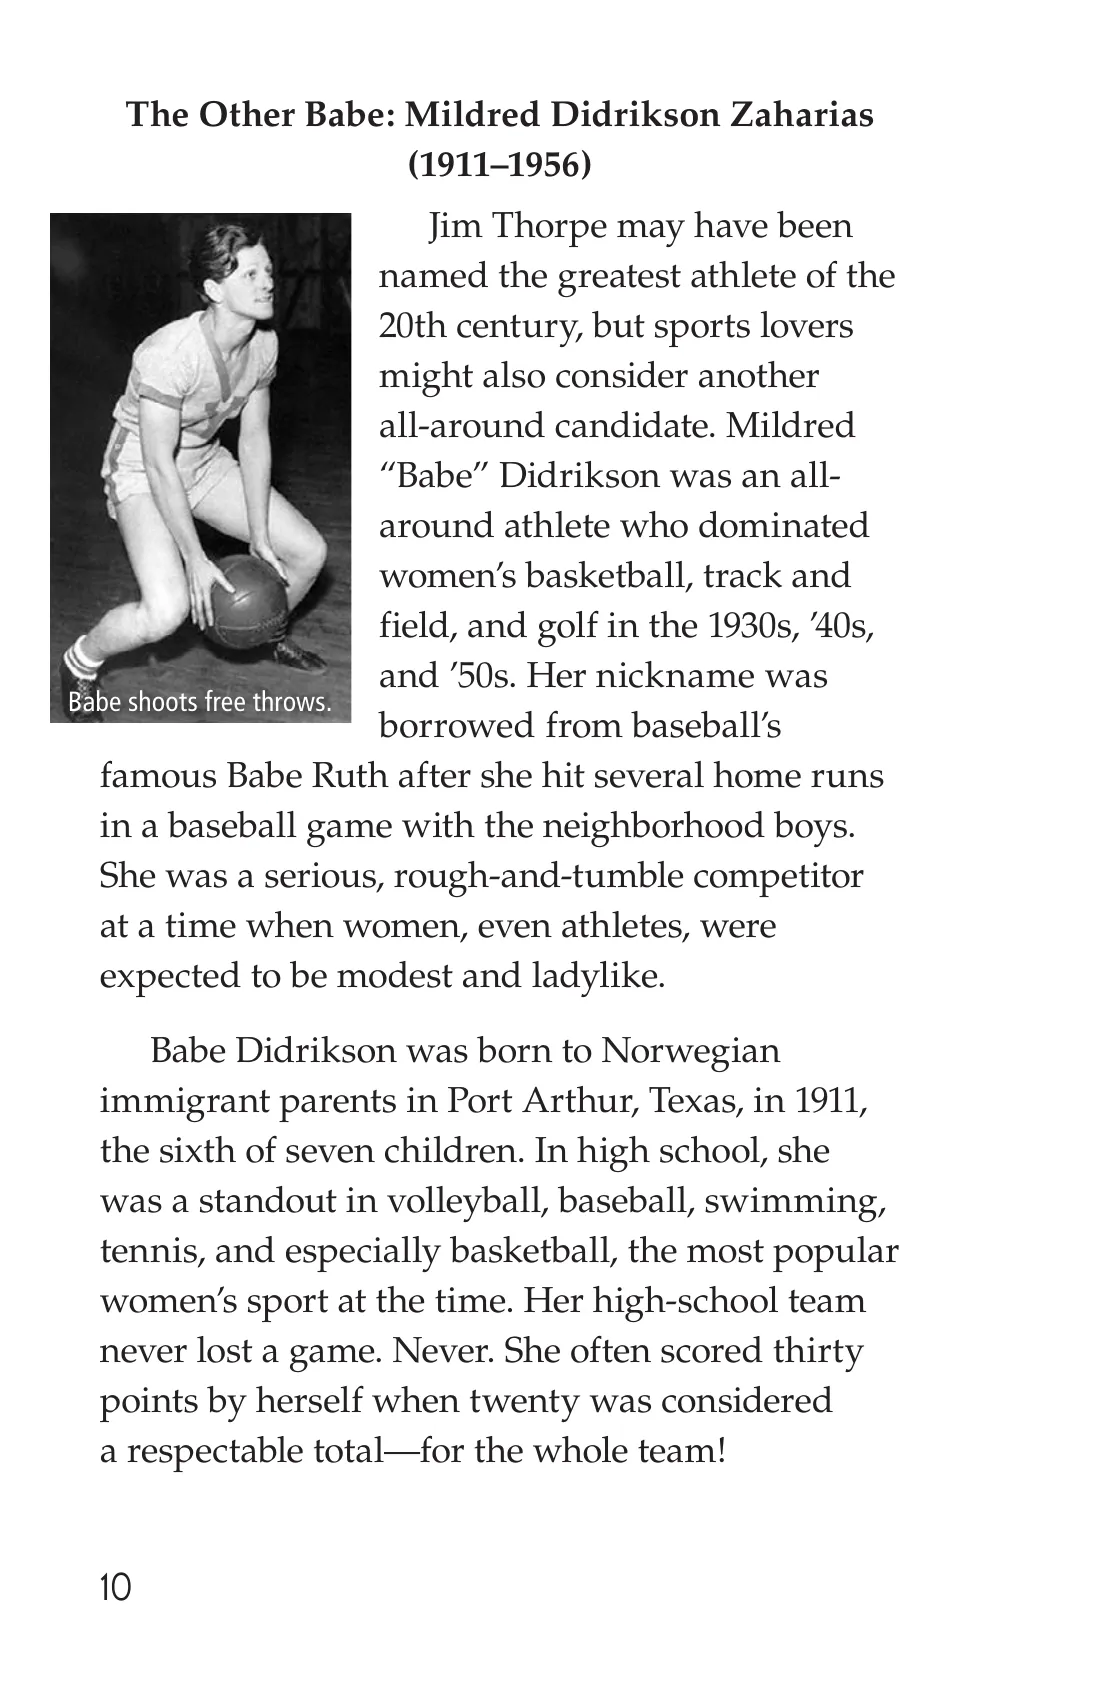 The Other Babe: Mildred Didrikson Zaharias
(1911–1956)
Jim Thorpe may have been
named the greatest athlete of the
20th century, but sports lovers
might also consider another
all-around candidate. Mildred
“Babe” Didrikson was an all-
around athlete who dominated
women’s basketball, track and
field, and golf in the 1930s, ’40s,
and ’50s. Her nickname was
borrowed from baseball’s
famous Babe Ruth after she hit several home runs
in a baseball game with the neighborhood boys.
She was a serious, rough-and-tumble competitor
at a time when women, even athletes, were
expected to be modest and ladylike.
Babe shoots free throws.
Babe Didrikson was born to Norwegian
immigrant parents in Port Arthur, Texas, in 1911,
the sixth of seven children. In high school, she
was a standout in volleyball, baseball, swimming,
tennis, and especially basketball, the most popular
women’s sport at the time. Her high-school team
never lost a game. Never. She often scored thirty
points by herself when twenty was considered
a respectable total—for the whole team!
10